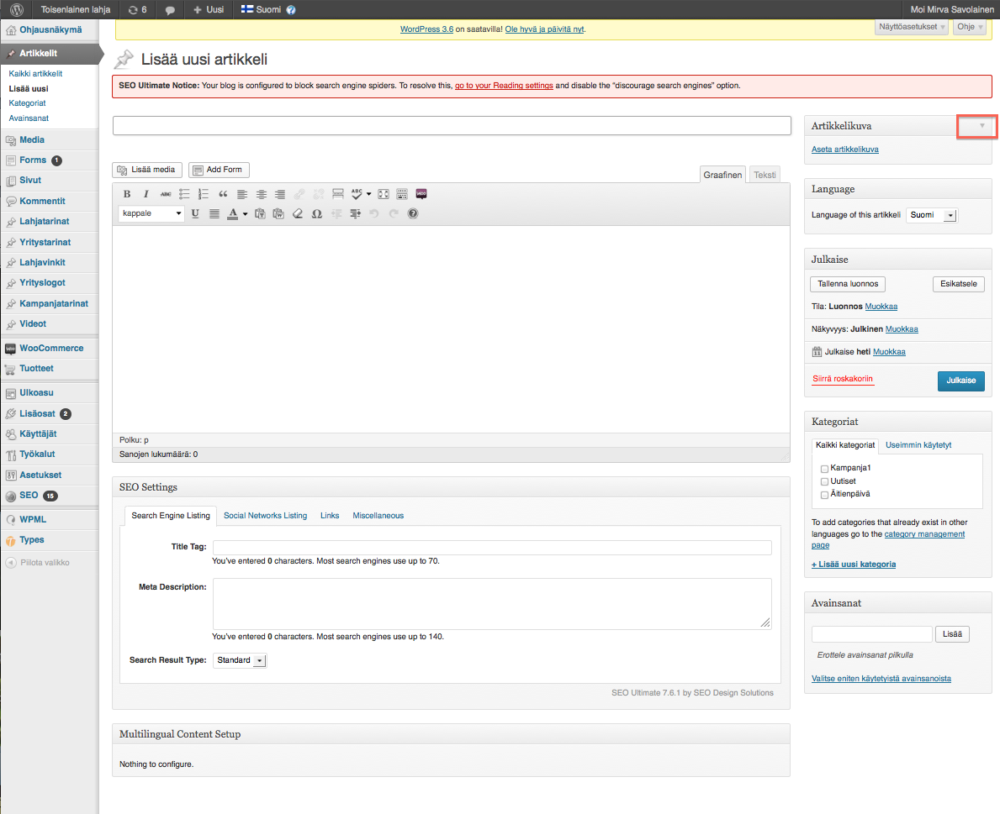 Toisenlainen lahja 6 + Uusi Suomi Moi Mirva Savolainen
WordPress 3.6 on saatavilla! Ole hyvä ja päivitä nyt.
Näyttöasetukset Ohje
Ohjausnäkymä
Artikkelit
Kaikki artikkelit
Lisää uusi
Kategoriat
Avainsanat
Media
Forms 1
Sivut
Kommentit
Lahjatarinat
Yritystarinat
Lahjavinkit
Yrityslogot
Kampanjatarinat
Videot
WooCommerce
Tuotteet
Ulkoasu
Lisäosat 2
Käyttäjät
Työkalut
Asetukset
SEO 15
WPML
Types
Piilota valikko
Lisää uusi artikkeli
SEO Ultimate Notice: Your blog is configured to block search engine spiders. To resolve this, go to your Reading settings and disable the “discourage search engines” option.
Lisää media Add Form
Graafinen Teksti
B I ABC ABC
kappale U A T W Ω ?
Polku: p
Sanojen lukumäärä: 0
SEO Settings
Search Engine Listing Social Networks Listing Links Miscellaneous
Title Tag:
You've entered 0 characters. Most search engines use up to 70.
Meta Description:
You've entered 0 characters. Most search engines use up to 140.
Search Result Type: Standard
SEO Ultimate 7.6.1 by SEO Design Solutions
Multilingual Content Setup
Nothing to configure.
Artikkelikuva
Aseta artikkelikuva
Language
Language of this artikkeli Suomi
Julkaise
Tallenna luonnos Esikatsele
Tila: Luonnos Muokkaa
Näkyvyys: Julkinen Muokkaa
Julkaise heti Muokkaa
Siirrä roskakoriin Julkaise
Kategoriat
Kaikki kategoriat Useimmin käytetyt
Kampanja1
Uutiset
Äitienpäivä
To add categories that already exist in other
languages go to the category management
page
+ Lisää uusi kategoria
Avainsanat
Lisää
Erottele avainsanat pilkulla
Valitse eniten käytetyistä avainsanoista